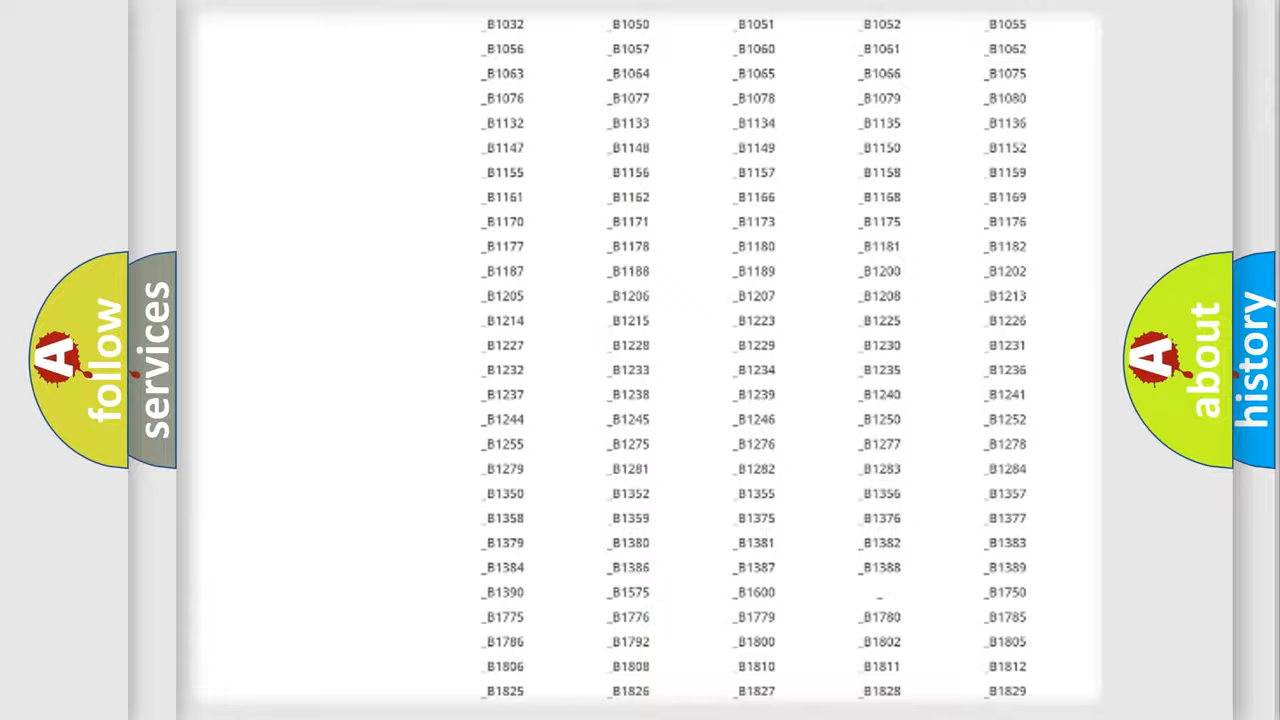 _B1032 _B1050 _B1051 _B1052 _B1055
_B1056 _B1057 _B1060 _B1061 _B1062
_B1063 _B1064 _B1065 _B1066 _B1075
_B1076 _B1077 _B1078 _B1079 _B1080
_B1132 _B1133 _B1134 _B1135 _B1136
_B1147 _B1148 _B1149 _B1150 _B1152
_B1155 _B1156 _B1157 _B1158 _B1159
_B1161 _B1162 _B1166 _B1168 _B1169
_B1170 _B1171 _B1173 _B1175 _B1176
_B1177 _B1178 _B1180 _B1181 _B1182
_B1187 _B1188 _B1189 _B1200 _B1202
_B1205 _B1206 _B1207 _B1208 _B1213
_B1214 _B1215 _B1223 _B1225 _B1226
_B1227 _B1228 _B1229 _B1230 _B1231
_B1232 _B1233 _B1234 _B1235 _B1236
_B1237 _B1238 _B1239 _B1240 _B1241
_B1244 _B1245 _B1246 _B1250 _B1252
_B1255 _B1275 _B1276 _B1277 _B1278
_B1279 _B1281 _B1282 _B1283 _B1284
_B1350 _B1352 _B1355 _B1356 _B1357
_B1358 _B1359 _B1375 _B1376 _B1377
_B1379 _B1380 _B1381 _B1382 _B1383
_B1384 _B1386 _B1387 _B1388 _B1389
_B1390 _B1575 _B1600 _ _B1750
_B1775 _B1776 _B1779 _B1780 _B1785
_B1786 _B1792 _B1800 _B1802 _B1805
_B1806 _B1808 _B1810 _B1811 _B1812
_B1825 _B1826 _B1827 _B1828 _B1829
A
follow
services
A
about
history